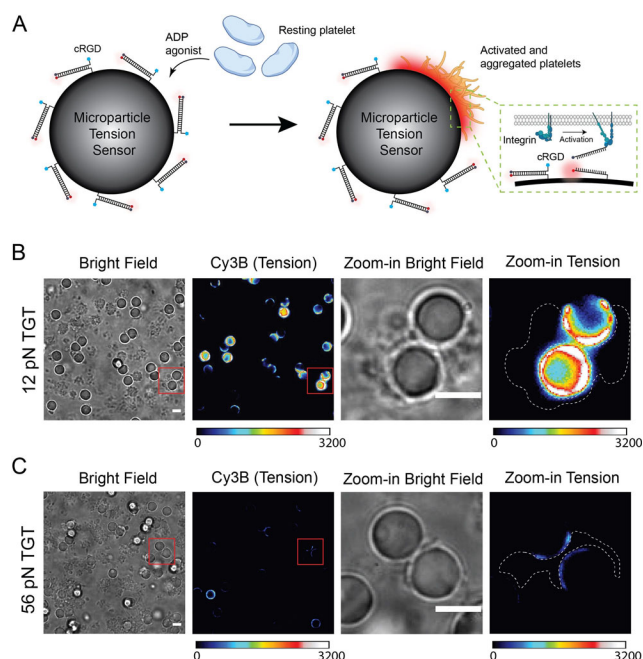 A
cRGD
ADP
agonist
Resting platelet
Activated and
aggregated platelets
Microparticle
Tension
Sensor
Microparticle
Tension
Sensor
Integrin
Activation
cRGD
B
Bright Field
Cy3B (Tension)
Zoom-in Bright Field
Zoom-in Tension
12 pN TGT
0
3200
0
3200
C
Bright Field
Cy3B (Tension)
Zoom-in Bright Field
Zoom-in Tension
56 pN TGT
0
3200
0
3200